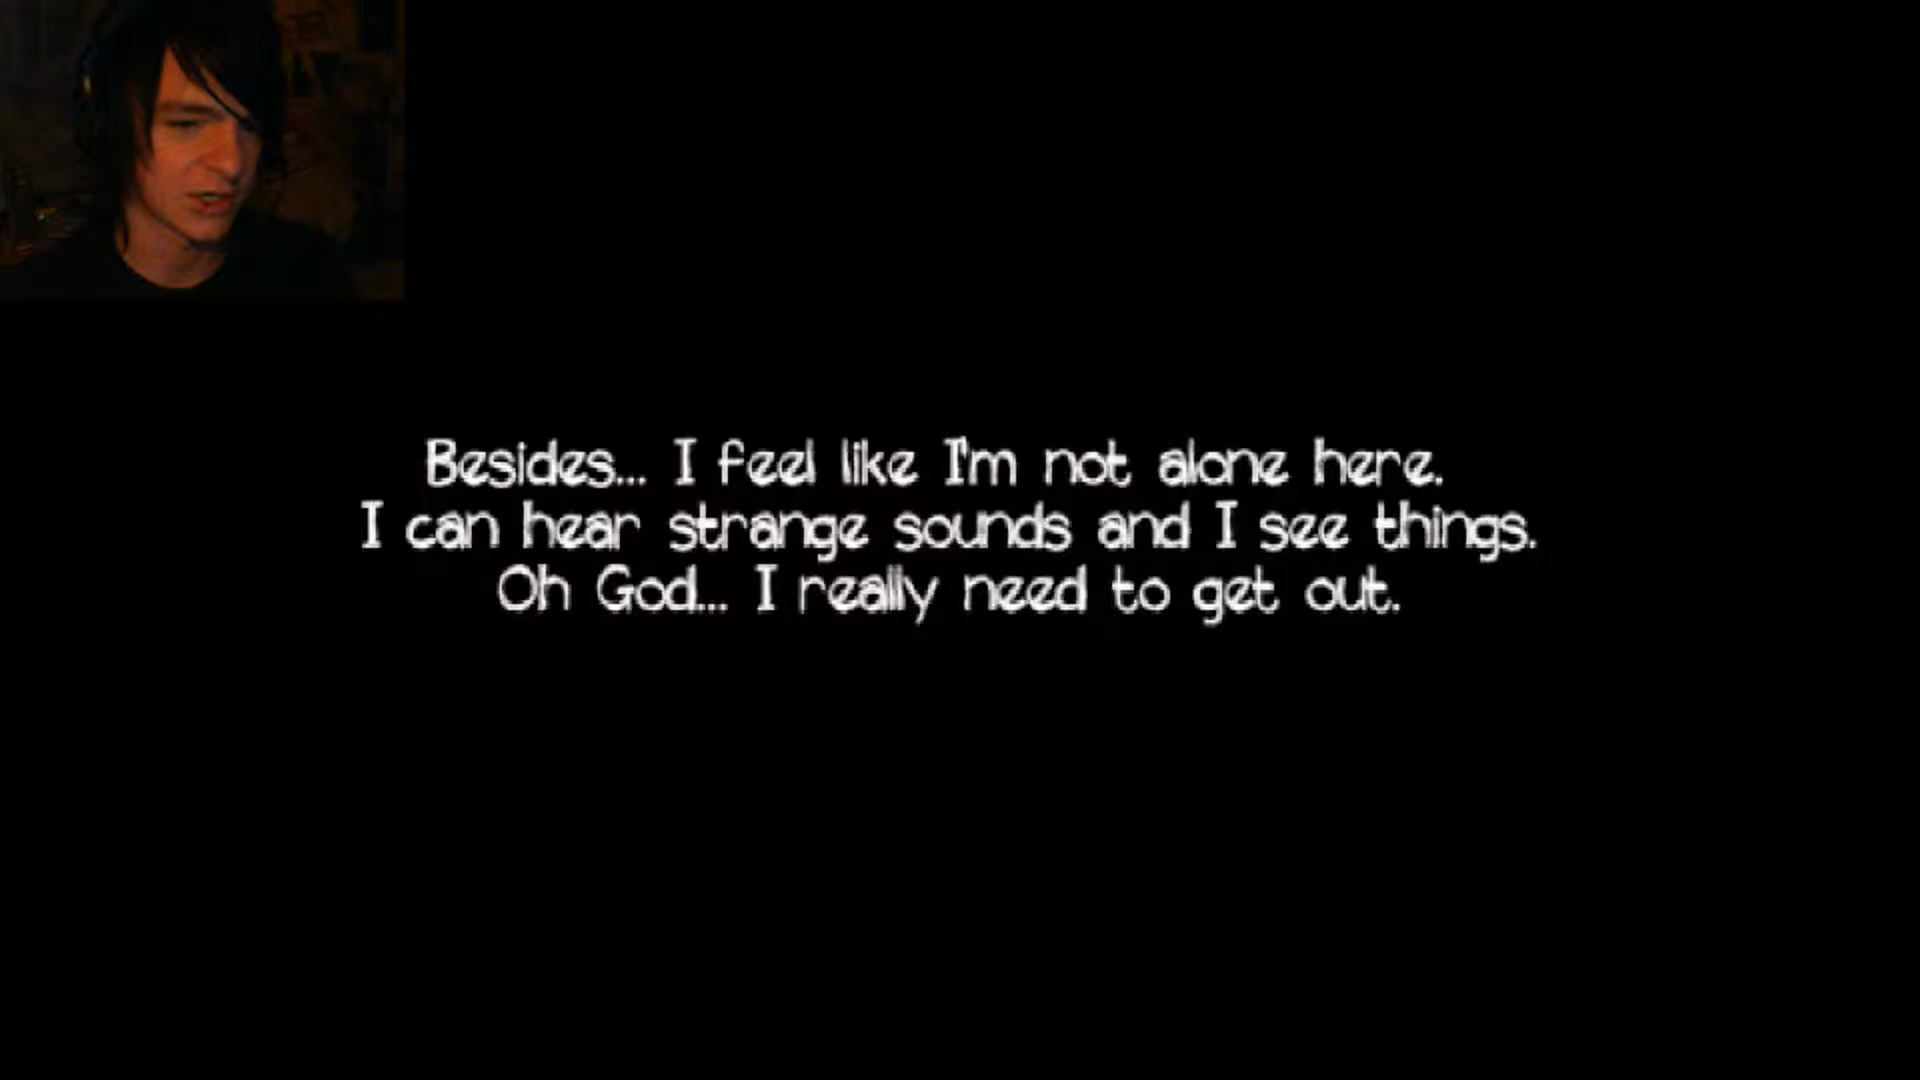 Besides... I feel like I'm not alone here.
I can hear strange sounds and I see things.
Oh God... I really need to get out.